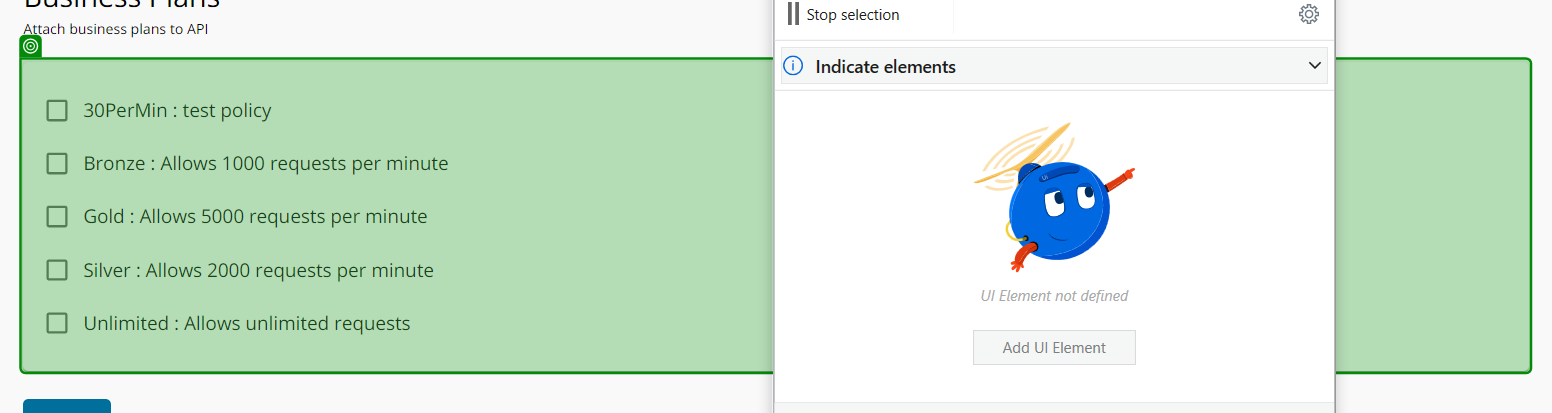 Business Plans
Attach business plans to API
30PerMin : test policy
Bronze : Allows 1000 requests per minute
Gold : Allows 5000 requests per minute
Silver : Allows 2000 requests per minute
Unlimited : Allows unlimited requests
Stop selection
Indicate elements
UI
UI Element not defined
Add UI Element